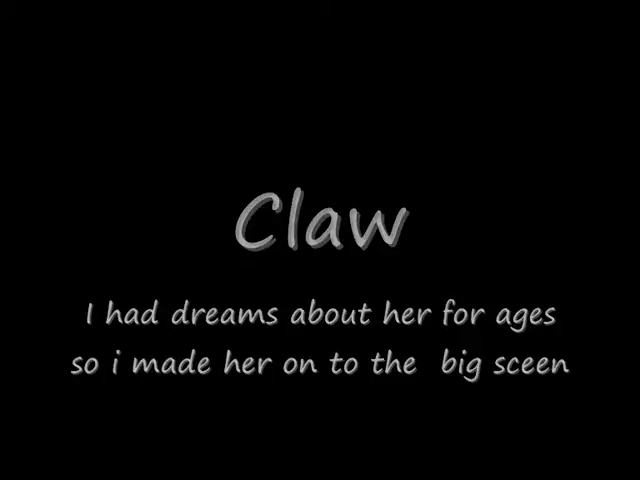 Claw
I had dreams about her for ages
so i made her on to the  big sceen